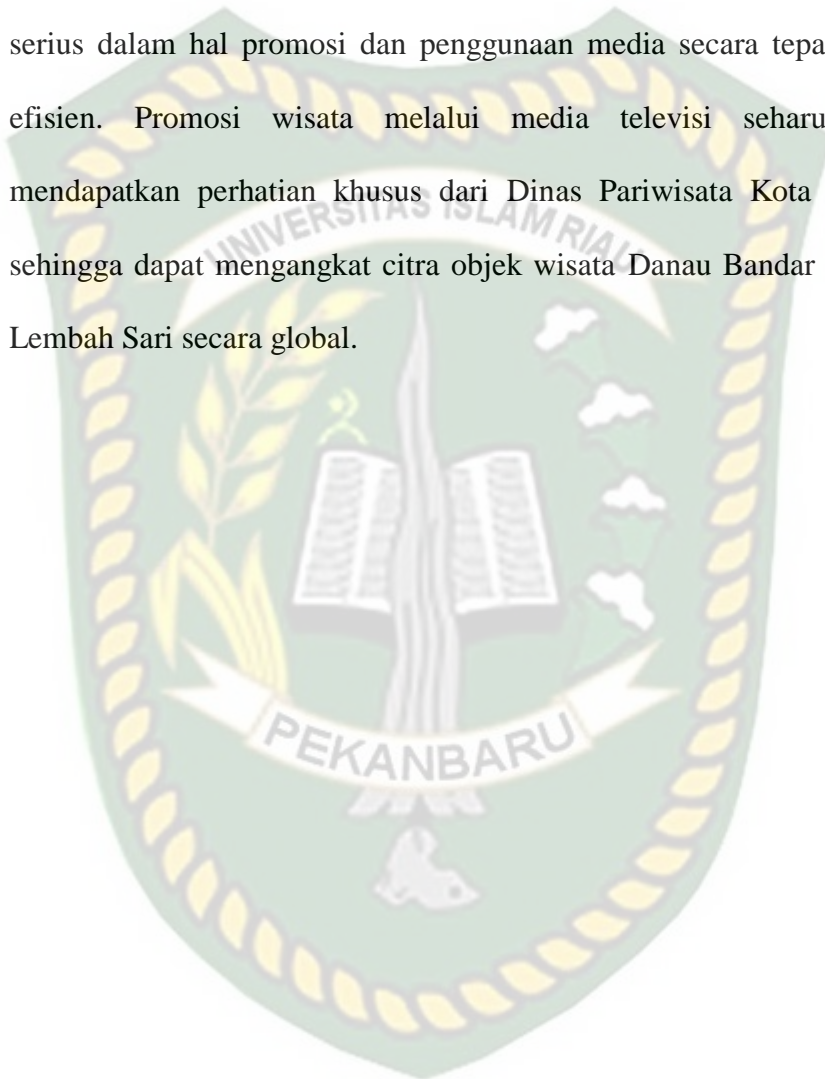 serius dalam hal promosi dan penggunaan media secara tepa
efisien. Promosi wisata melalui media televisi seharu
mendapatkan perhatian khusus dari Dinas Pariwisata Kota
sehingga dapat mengangkat citra objek wisata Danau Bandar
Lembah Sari secara global.
UNIVERSITAS ISLAM RIAU
PEKANBARU